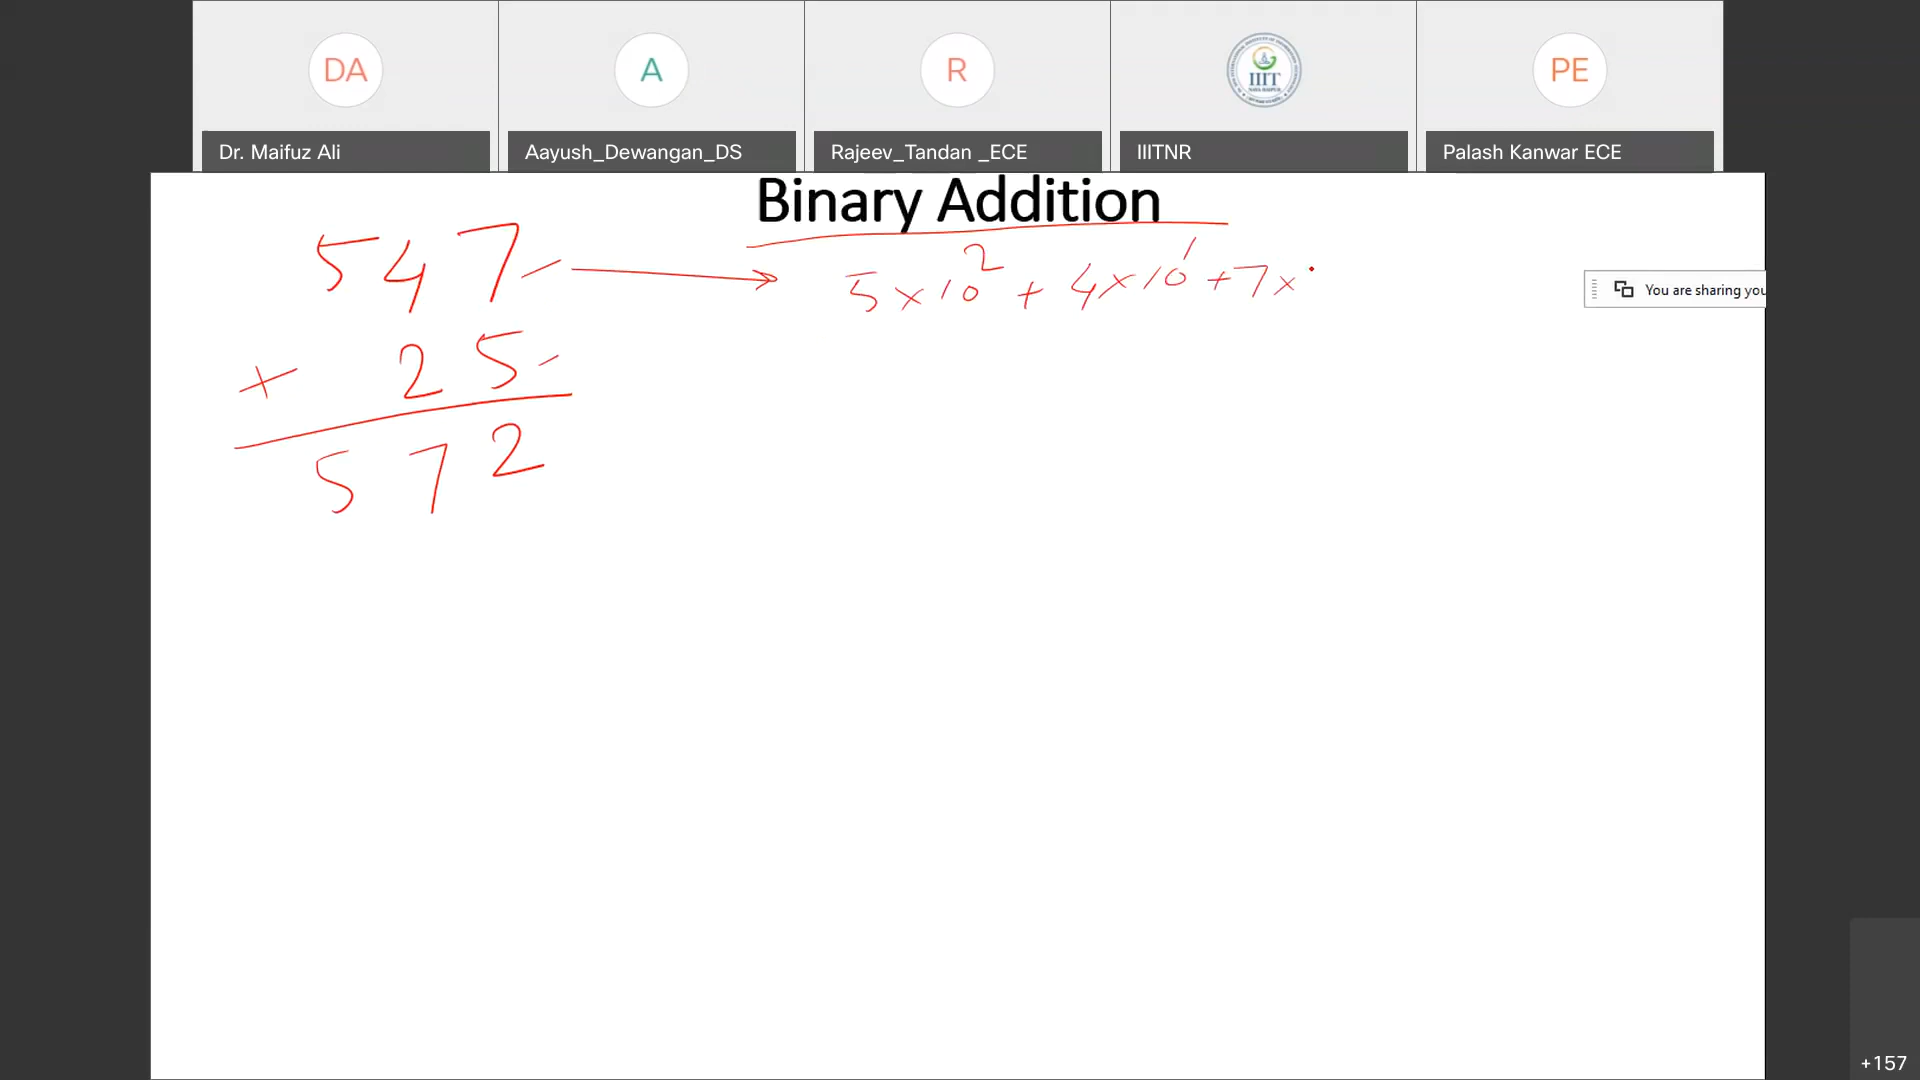 DA A R IIIT PE
Dr. Maifuz Ali
Aayush_Dewangan_DS
Rajeev_Tandan _ECE
IIITNR
Palash Kanwar ECE
Binary Addition
547 → 5 × 10² + 4 × 10¹ + 7 ×
+ 25
572
You are sharing you
+157